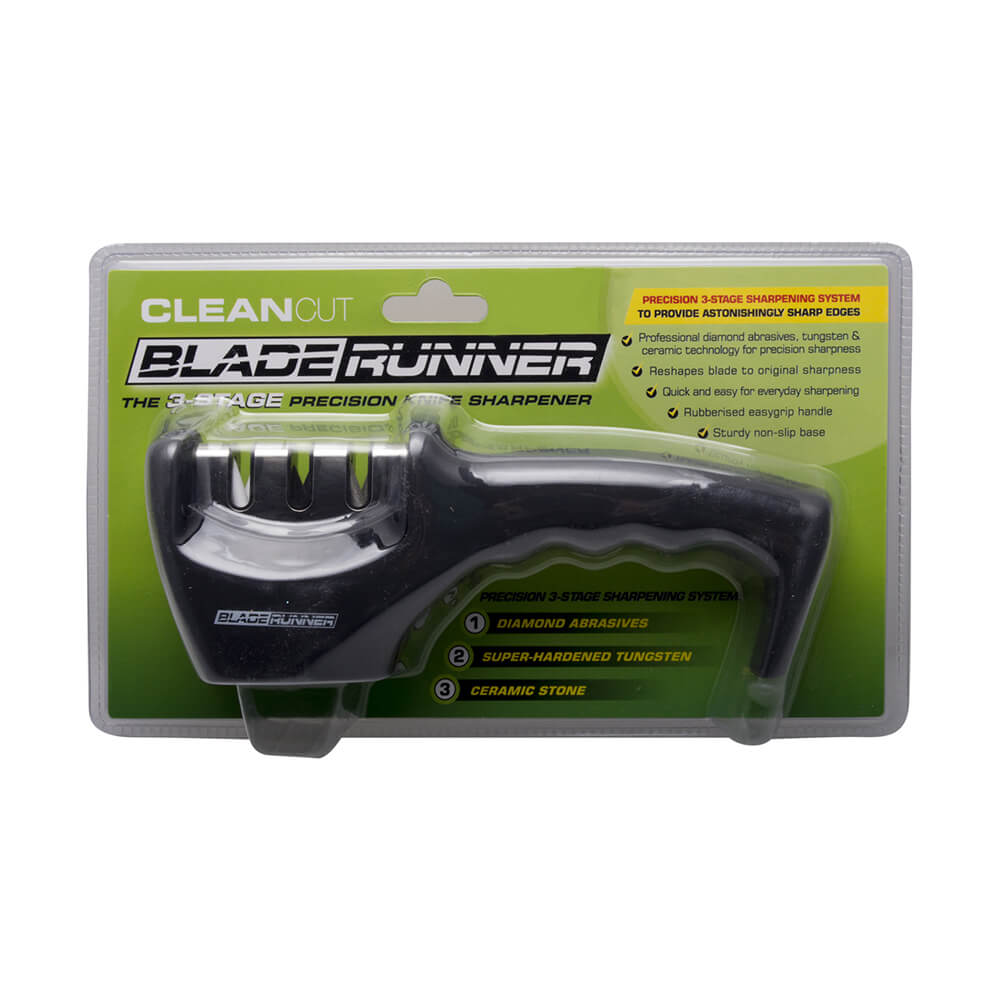 CLEANCUT
BLADERUNNER
THE 3-STAGE PRECISION KNIFE SHARPENER
PRECISION 3-STAGE SHARPENING SYSTEM
TO PROVIDE ASTONISHINGLY SHARP EDGES
Professional diamond abrasives, tungsten &
ceramic technology for precision sharpness
Reshapes blade to original sharpness
Quick and easy for everyday sharpening
Rubberised easygrip handle
Sturdy non-slip base
BLADERUNNER
PRECISION 3-STAGE SHARPENING SYSTEM
1 DIAMOND ABRASIVES
2 SUPER-HARDENED TUNGSTEN
3 CERAMIC STONE